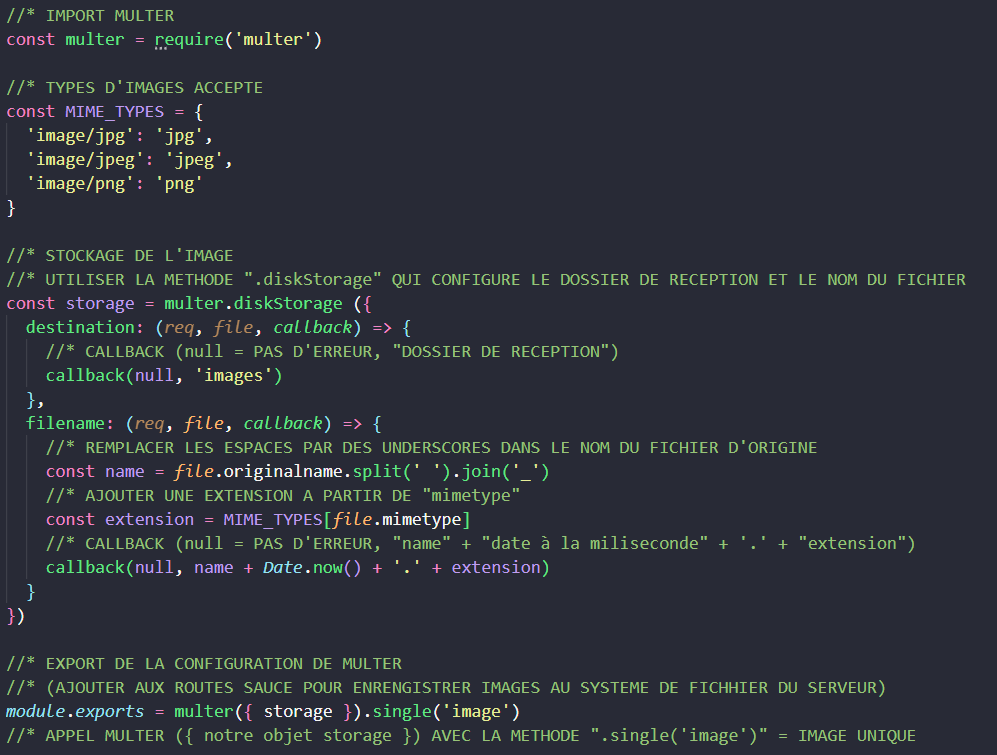 //* IMPORT MULTER
const multer = require('multer')

//* TYPES D'IMAGES ACCEPTE
const MIME_TYPES = {
  'image/jpg': 'jpg',
  'image/jpeg': 'jpeg',
  'image/png': 'png'
}

//* STOCKAGE DE L'IMAGE
//* UTILISER LA METHODE ".diskStorage" QUI CONFIGURE LE DOSSIER DE RECEPTION ET LE NOM DU FICHIER
const storage = multer.diskStorage ({
  destination: (req, file, callback) => {
    //* CALLBACK (null = PAS D'ERREUR, "DOSSIER DE RECEPTION")
    callback(null, 'images')
  },
  filename: (req, file, callback) => {
    //* REMPLACER LES ESPACES PAR DES UNDERSCORES DANS LE NOM DU FICHIER D'ORIGINE
    const name = file.originalname.split(' ').join('_')
    //* AJOUTER UNE EXTENSION A PARTIR DE "mimetype"
    const extension = MIME_TYPES[file.mimetype]
    //* CALLBACK (null = PAS D'ERREUR, "name" + "date à la miliseconde" + '.' + "extension")
    callback(null, name + Date.now() + '.' + extension)
  }
})

//* EXPORT DE LA CONFIGURATION DE MULTER
//* (AJOUTER AUX ROUTES SAUCE POUR ENRENGISTRER IMAGES AU SYSTEME DE FICHHIER DU SERVEUR)
module.exports = multer({ storage }).single('image')
//* APPEL MULTER ({ notre objet storage }) AVEC LA METHODE ".single('image')" = IMAGE UNIQUE